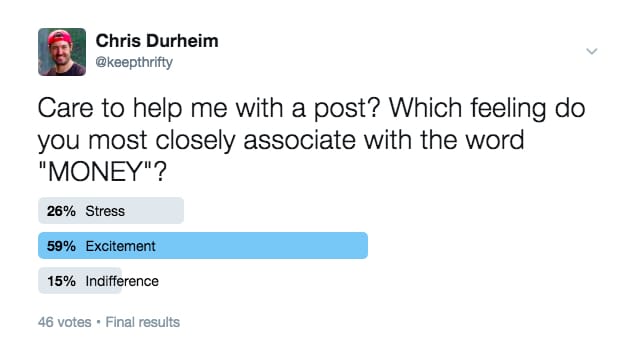 Chris Durheim
@keepthrifty
Care to help me with a post? Which feeling do
you most closely associate with the word
"MONEY"?
26% Stress
59% Excitement
15% Indifference
46 votes • Final results